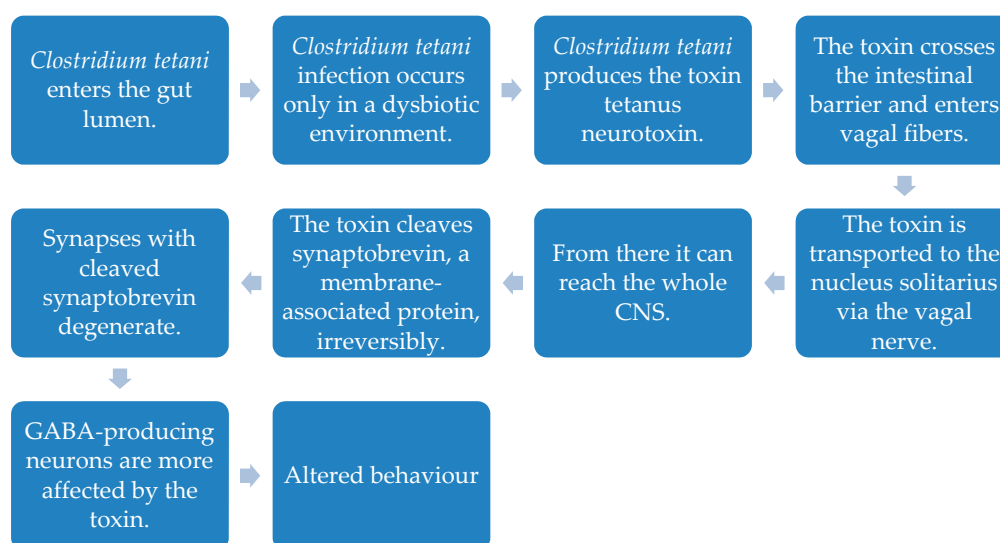 Clostridium tetani
enters the gut
lumen.
Clostridium tetani
infection occurs
only in a dysbiotic
environment.
Clostridium tetani
produces the toxin
tetanus
neurotoxin.
The toxin crosses
the intestinal
barrier and enters
vagal fibers.
The toxin is
transported to the
nucleus solitarius
via the vagal
nerve.
From there it can
reach the whole
CNS.
The toxin cleaves
synaptobrevin, a
membrane-
associated protein,
irreversibly.
Synapses with
cleaved
synaptobrevin
degenerate.
GABA-producing
neurons are more
affected by the
toxin.
Altered behaviour